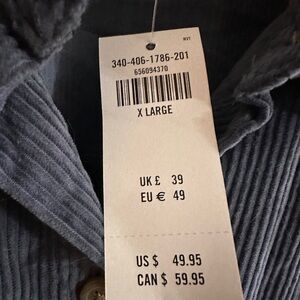 340-406-1786-201
656094370
X LARGE
UK £ 39
EU € 49
US $ 49.95
CAN $ 59.95